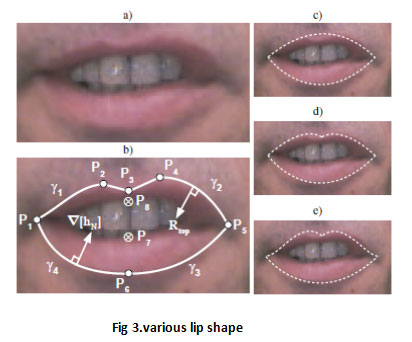 a)
c)
d)
b)
P2
P3
P4
γ1
γ2
P8
P1
∇[hN]
Rtop
P5
P7
γ4
γ3
P6
e)
Fig 3.various lip shape